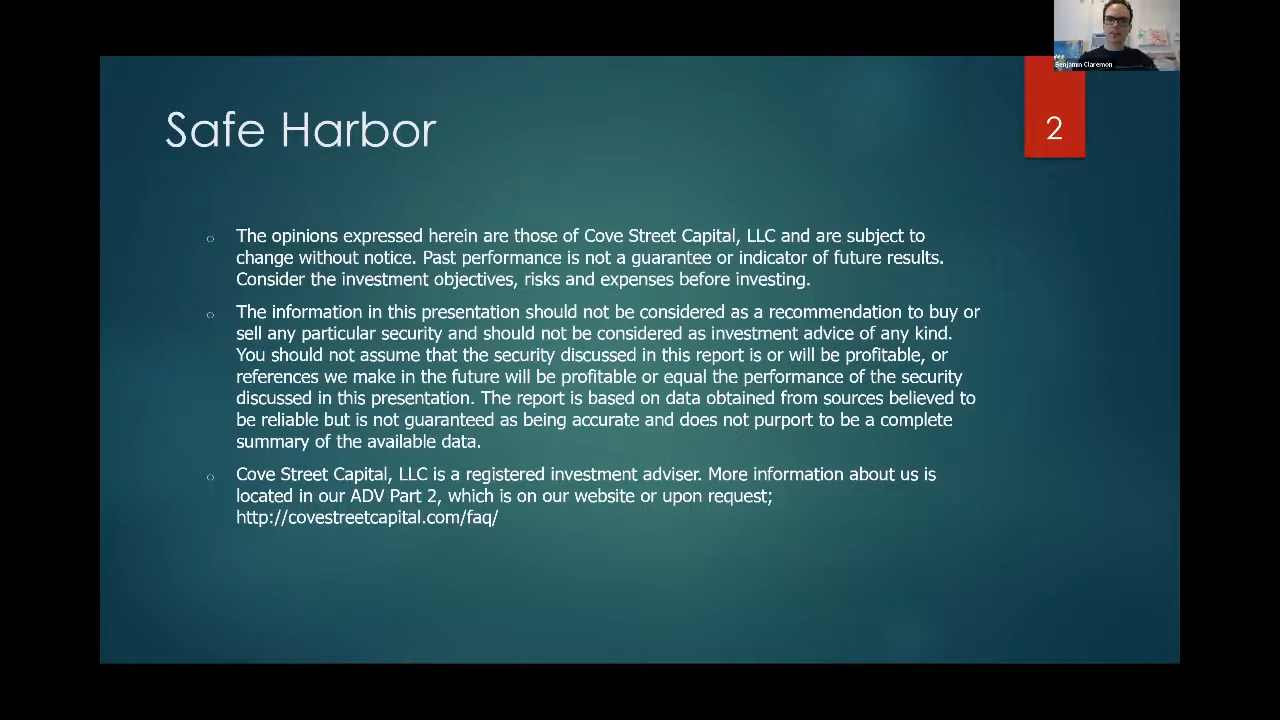 Benjamin Claremon
Safe Harbor
2
The opinions expressed herein are those of Cove Street Capital, LLC and are subject to
change without notice. Past performance is not a guarantee or indicator of future results.
Consider the investment objectives, risks and expenses before investing.
The information in this presentation should not be considered as a recommendation to buy or
sell any particular security and should not be considered as investment advice of any kind.
You should not assume that the security discussed in this report is or will be profitable, or
references we make in the future will be profitable or equal the performance of the security
discussed in this presentation. The report is based on data obtained from sources believed to
be reliable but is not guaranteed as being accurate and does not purport to be a complete
summary of the available data.
Cove Street Capital, LLC is a registered investment adviser. More information about us is
located in our ADV Part 2, which is on our website or upon request;
http://covestreetcapital.com/faq/